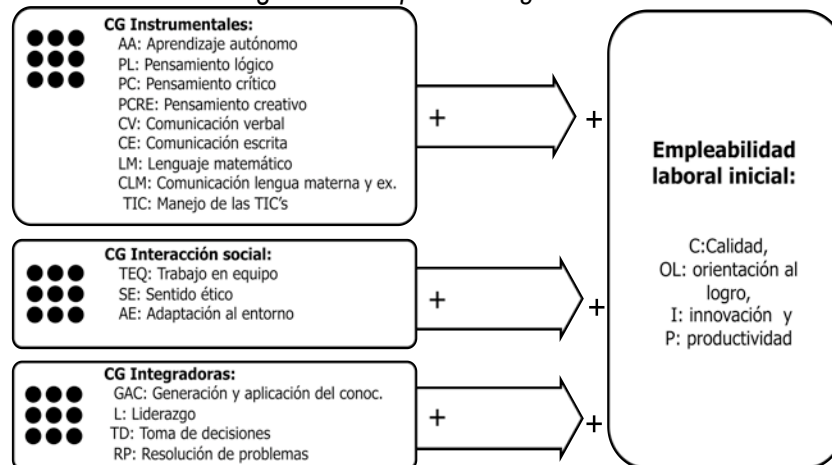 CG Instrumentales:
AA: Aprendizaje autónomo
PL: Pensamiento lógico
PC: Pensamiento crítico
PCRE: Pensamiento creativo
CV: Comunicación verbal
CE: Comunicación escrita
LM: Lenguaje matemático
CLM: Comunicación lengua materna y ex.
TIC: Manejo de las TIC's
+
+
CG Interacción social:
TEQ: Trabajo en equipo
SE: Sentido ético
AE: Adaptación al entorno
+
+
CG Integradoras:
GAC: Generación y aplicación del conoc.
L: Liderazgo
TD: Toma de decisiones
RP: Resolución de problemas
+
+
Empleabilidad
laboral inicial:
C:Calidad,
OL: orientación al
logro,
I: innovación y
P: productividad